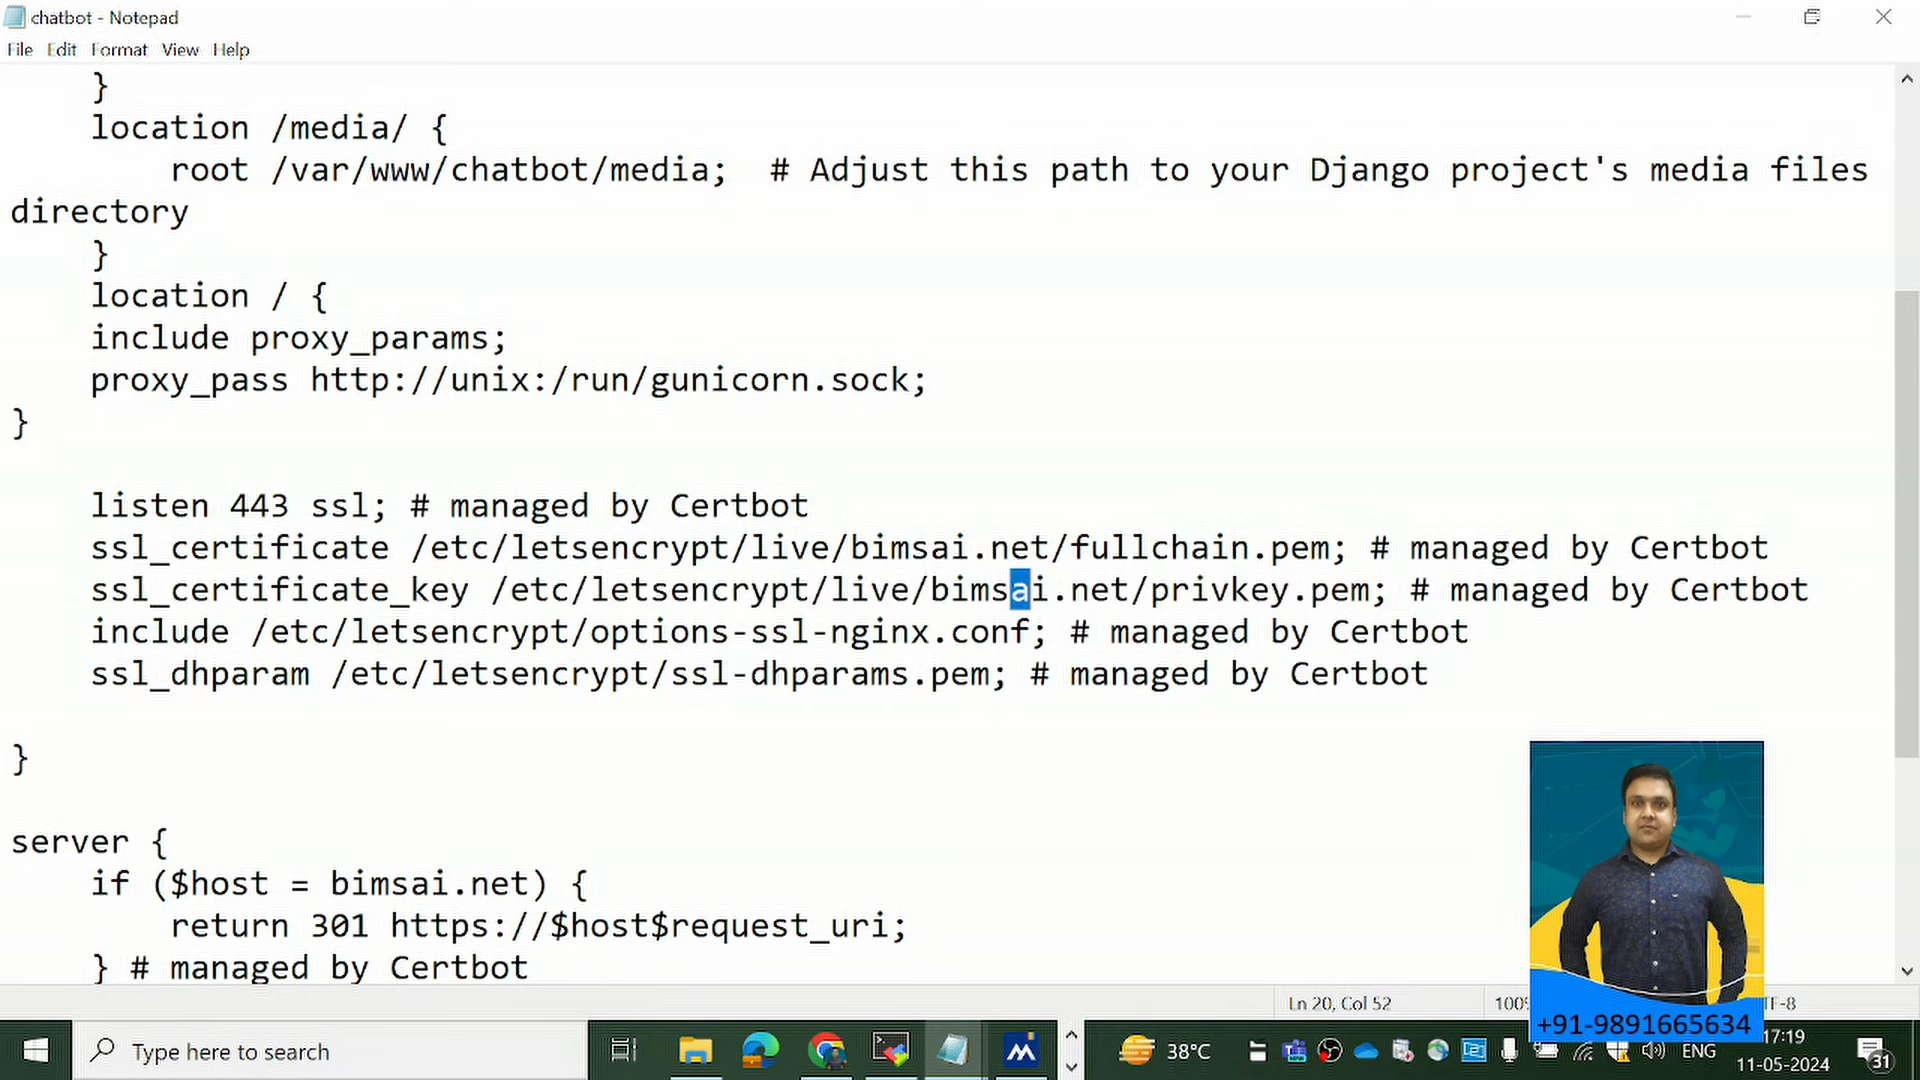 chatbot - Notepad
File Edit Format View Help
}
location /media/ {
root /var/www/chatbot/media; # Adjust this path to your Django project's media files
directory
}
location / {
include proxy_params;
proxy_pass http://unix:/run/gunicorn.sock;
}
listen 443 ssl; # managed by Certbot
ssl_certificate /etc/letsencrypt/live/bimsai.net/fullchain.pem; # managed by Certbot
ssl_certificate_key /etc/letsencrypt/live/bimsai.net/privkey.pem; # managed by Certbot
include /etc/letsencrypt/options-ssl-nginx.conf; # managed by Certbot
ssl_dhparam /etc/letsencrypt/ssl-dhparams.pem; # managed by Certbot
}
server {
if ($host = bimsai.net) {
return 301 https://$host$request_uri;
} # managed by Certbot
Ln 20, Col 52
+91-9891665634
Type here to search
38°C
ENG
17:19
11-05-2024
31